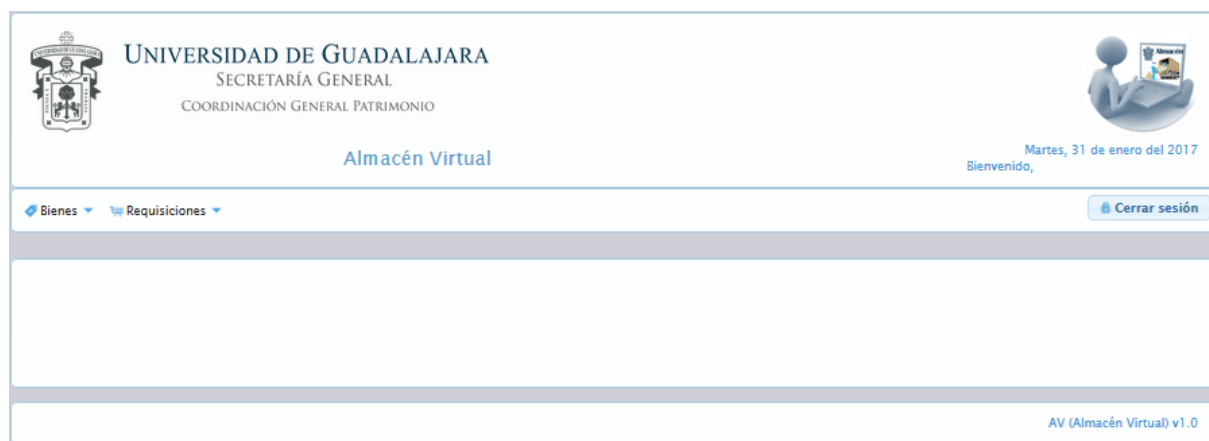 UNIVERSIDAD DE GUADALAJARA
SECRETARÍA GENERAL
COORDINACIÓN GENERAL PATRIMONIO
Almacén
Almacén Virtual
Martes, 31 de enero del 2017
Bienvenido,
Bienes
Requisiciones
Cerrar sesión
AV (Almacén Virtual) v1.0